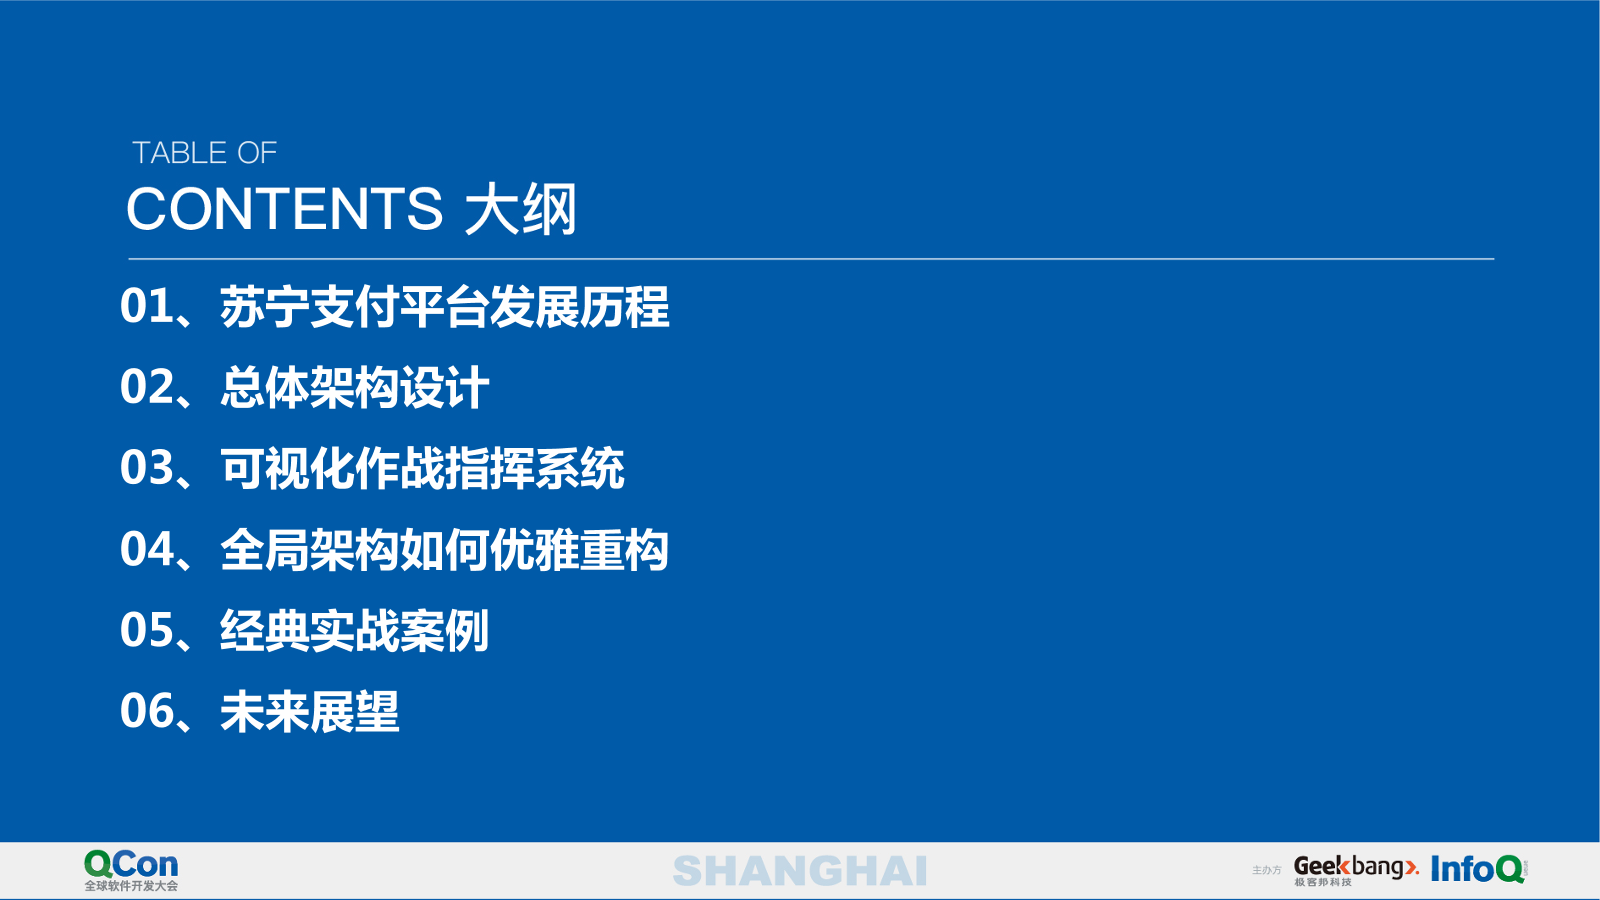 TABLE OF
CONTENTS 大纲
01、苏宁支付平台发展历程
02、总体架构设计
03、可视化作战指挥系统
04、全局架构如何优雅重构
05、经典实战案例
06、未来展望
QCon
全球软件开发大会
SHANGHAI
主办方
Geekbang>.
极客邦科技
InfoQ